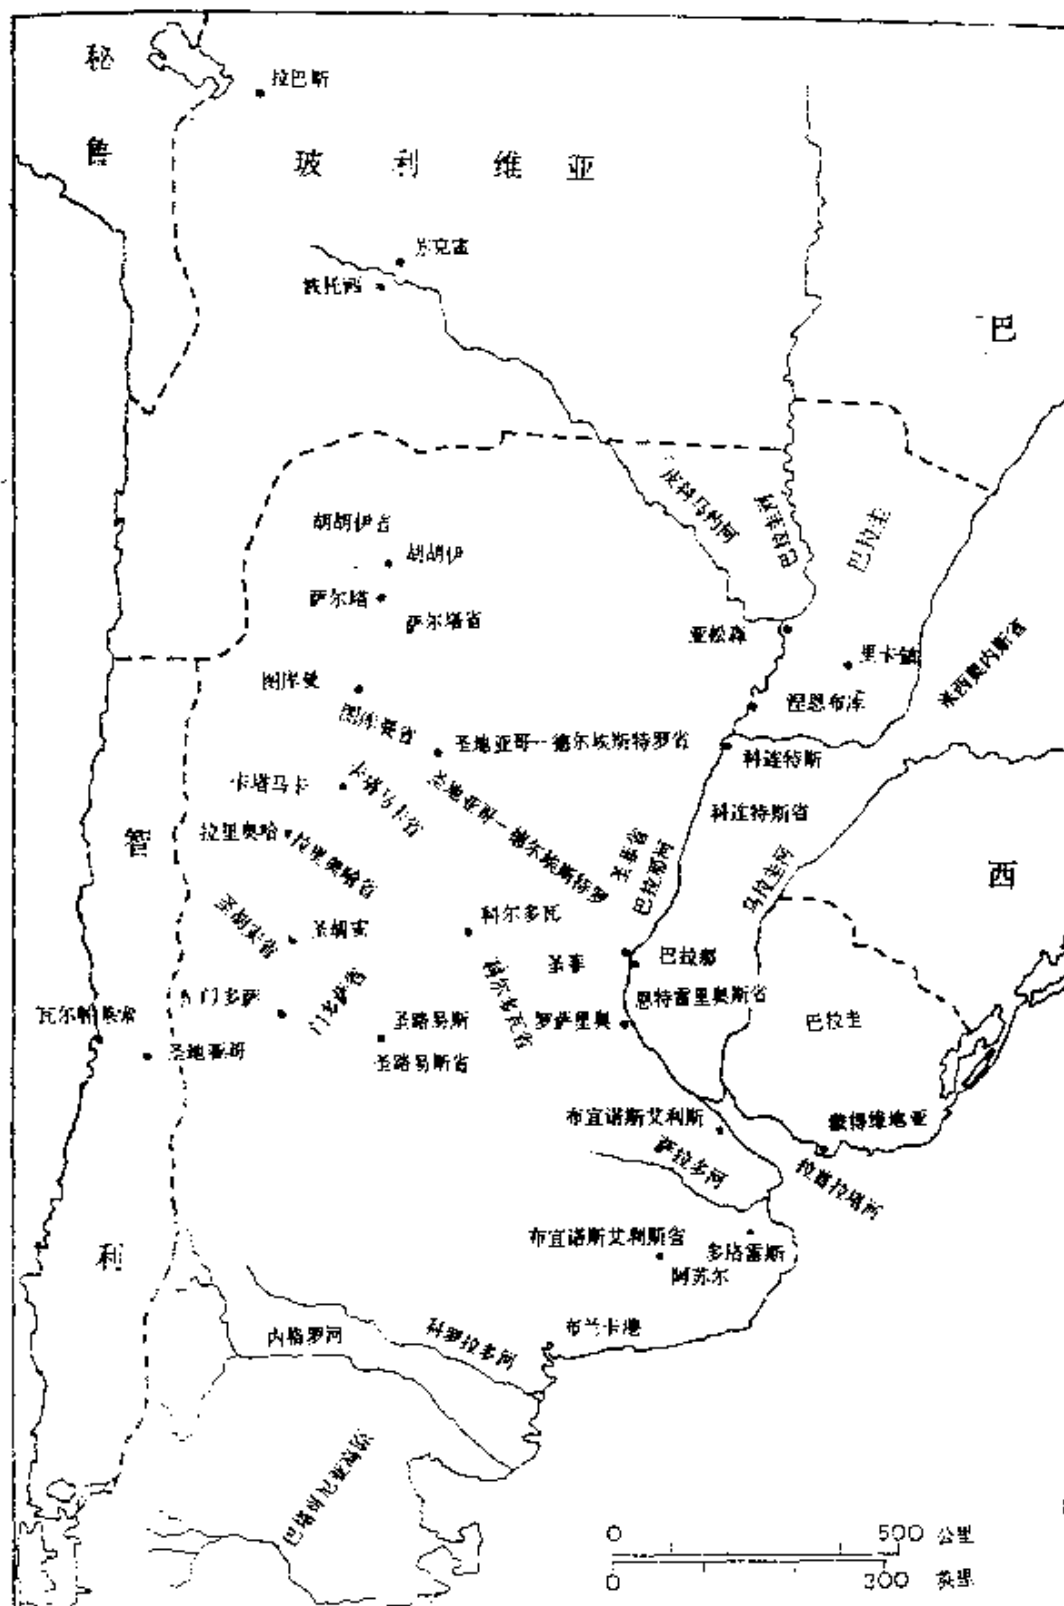 秘
鲁
拉巴斯
玻利维亚
苏克雷
波托西
巴
皮科马约河
巴拉圭河
巴拉圭
胡胡伊省
胡胡伊
萨尔塔
萨尔塔省
亚松森
里卡镇
米西奥内斯省
图库曼
涅恩布库
图库曼省
圣地亚哥—德尔埃斯特罗省
科连特斯
卡塔马卡
卡塔马卡省
圣地亚哥—德尔埃斯特罗
科连特斯省
智
拉里奥哈
拉里奥哈省
圣菲省
巴拉那河
乌拉圭河
西
圣胡安省
圣胡安
科尔多瓦
圣菲
巴拉那
科尔多瓦省
门多萨
门多萨省
恩特雷里奥斯省
瓦尔帕莱索
圣路易斯
罗萨里奥
巴拉圭
圣地亚哥
圣路易斯省
布宜诺斯艾利斯
蒙得维地亚
萨拉多河
拉普拉塔河
布宜诺斯艾利斯省
多洛雷斯
利
阿苏尔
内格罗河
科罗拉多河
布兰卡港
巴塔哥尼亚高原
0 500 公里
0 300 英里